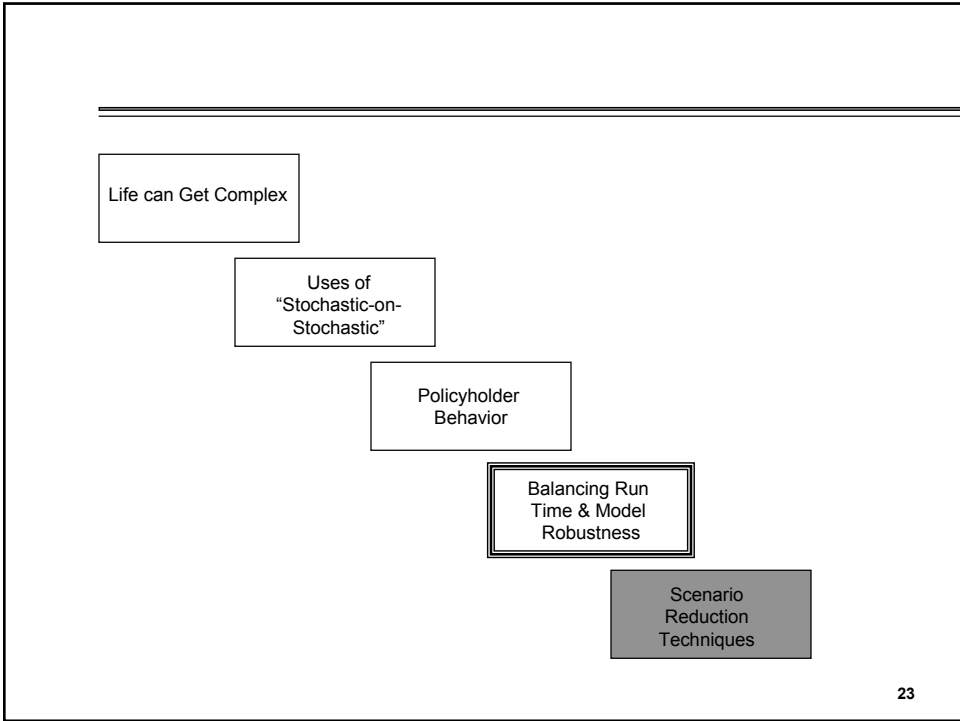 Life can Get Complex
Uses of
“Stochastic-on-
Stochastic”
Policyholder
Behavior
Balancing Run
Time & Model
Robustness
Scenario
Reduction
Techniques
23